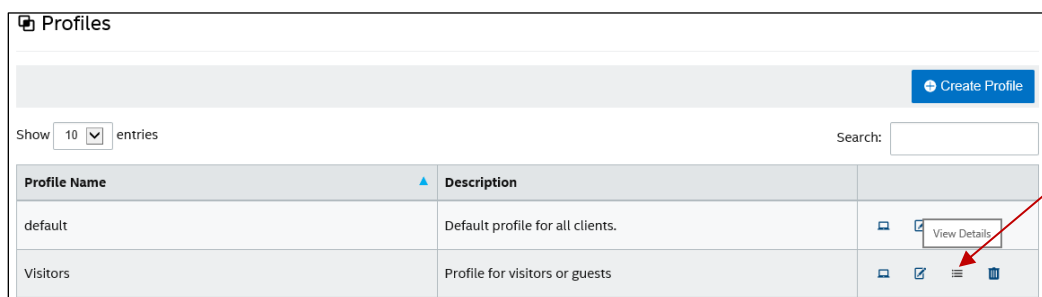 Profiles
Create Profile
Show 10 entries
Search:
Profile Name Description
default Default profile for all clients.
View Details
Visitors Profile for visitors or guests